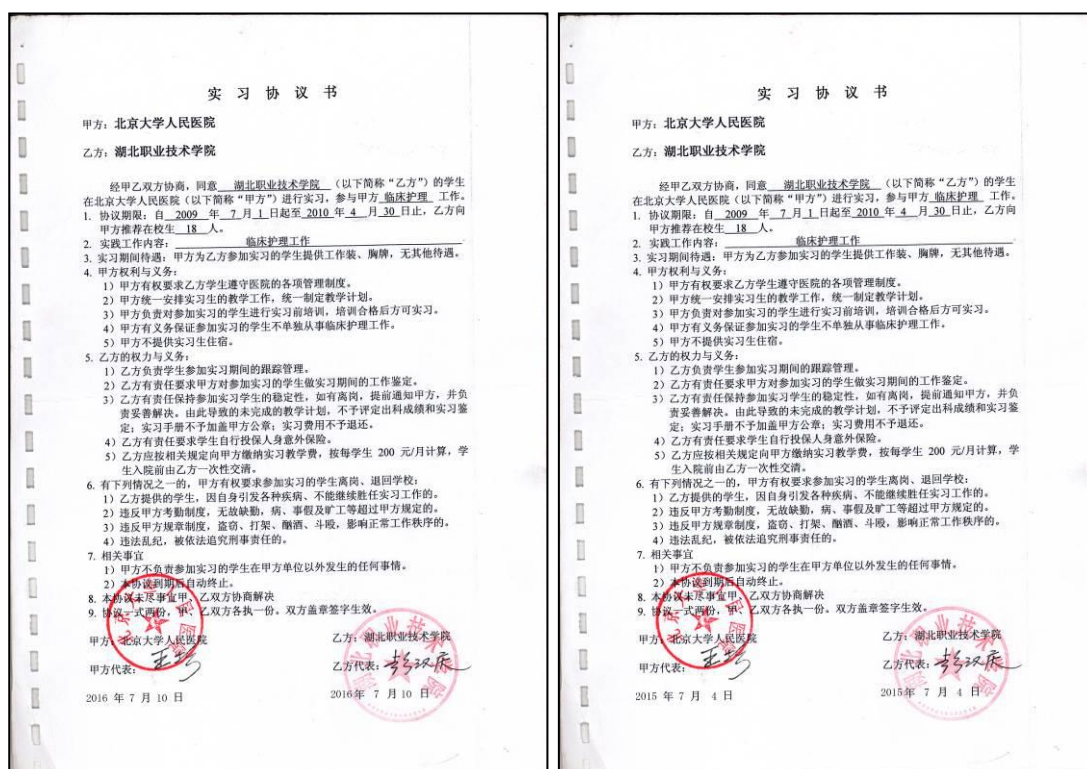 实习协议书
甲方：北京大学人民医院
乙方：湖北职业技术学院
经甲乙双方协商，同意 湖北职业技术学院 （以下简称“乙方”）的学生
在北京大学人民医院（以下简称“甲方”）进行实习，参与甲方 临床护理 工作。
1. 协议期限：自 2009 年 7 月 1 日起至 2010 年 4 月 30 日止，乙方向
甲方推荐在校生 18 人。
2. 实践工作内容： 临床护理工作 .
3. 实习期间待遇：甲方为乙方参加实习的学生提供工作装、胸牌，无其他待遇。
4. 甲方权利与义务：
1）甲方有权要求乙方学生遵守医院的各项管理制度。
2）甲方统一安排实习生的教学工作，统一制定教学计划。
3）甲方负责对参加实习的学生进行实习前培训，培训合格后方可实习。
4）甲方有义务保证参加实习的学生不单独从事临床护理工作。
5）甲方不提供实习生住宿。
5. 乙方的权力与义务：
1）乙方负责学生参加实习期间的跟踪管理。
2）乙方有责任要求甲方对参加实习的学生做实习期间的工作鉴定。
3）乙方有责任保持参加实习学生的稳定性，如有离岗，提前通知甲方，并负
责妥善解决。由此导致的未完成的教学计划，不予评定出科成绩和实习鉴
定；实习手册不予加盖甲方公章；实习费用不予退还。
4）乙方有责任要求学生自行投保人身意外保险。
5）乙方应按相关规定向甲方缴纳实习教学费，按每学生 200 元/月计算，学
生入院前由乙方一次性交清。
6. 有下列情况之一的，甲方有权要求参加实习的学生离岗、退回学校：
1）乙方提供的学生，因自身引发各种疾病、不能继续胜任实习工作的。
2）违反甲方考勤制度，无故缺勤，病、事假及旷工等超过甲方规定的。
3）违反甲方规章制度，盗窃、打架、酗酒、斗殴，影响正常工作秩序的。
4）违法乱纪，被依法追究刑事责任的。
7. 相关事宜
1）甲方不负责参加实习的学生在甲方单位以外发生的任何事情。
2）本协议到期后自动终止。
8. 本协议未尽事宜甲、乙双方协商解决
9. 协议一式两份，甲、乙双方各执一份。双方盖章签字生效。
甲方：北京大学人民医院 乙方：湖北职业技术学院
甲方代表： 乙方代表：彭汉庆
2016 年 7 月 10 日 2016年 7 月 10 日
实习协议书
甲方：北京大学人民医院
乙方：湖北职业技术学院
经甲乙双方协商，同意 湖北职业技术学院 （以下简称“乙方”）的学生
在北京大学人民医院（以下简称“甲方”）进行实习，参与甲方 临床护理 工作。
1. 协议期限：自 2009 年 7 月 1 日起至 2010 年 4 月 30 日止，乙方向
甲方推荐在校生 18 人。
2. 实践工作内容： 临床护理工作 .
3. 实习期间待遇：甲方为乙方参加实习的学生提供工作装、胸牌，无其他待遇。
4. 甲方权利与义务：
1）甲方有权要求乙方学生遵守医院的各项管理制度。
2）甲方统一安排实习生的教学工作，统一制定教学计划。
3）甲方负责对参加实习的学生进行实习前培训，培训合格后方可实习。
4）甲方有义务保证参加实习的学生不单独从事临床护理工作。
5）甲方不提供实习生住宿。
5. 乙方的权力与义务：
1）乙方负责学生参加实习期间的跟踪管理。
2）乙方有责任要求甲方对参加实习的学生做实习期间的工作鉴定。
3）乙方有责任保持参加实习学生的稳定性，如有离岗，提前通知甲方，并负
责妥善解决。由此导致的未完成的教学计划，不予评定出科成绩和实习鉴
定；实习手册不予加盖甲方公章；实习费用不予退还。
4）乙方有责任要求学生自行投保人身意外保险。
5）乙方应按相关规定向甲方缴纳实习教学费，按每学生 200 元/月计算，学
生入院前由乙方一次性交清。
6. 有下列情况之一的，甲方有权要求参加实习的学生离岗、退回学校：
1）乙方提供的学生，因自身引发各种疾病、不能继续胜任实习工作的。
2）违反甲方考勤制度，无故缺勤，病、事假及旷工等超过甲方规定的。
3）违反甲方规章制度，盗窃、打架、酗酒、斗殴，影响正常工作秩序的。
4）违法乱纪，被依法追究刑事责任的。
7. 相关事宜
1）甲方不负责参加实习的学生在甲方单位以外发生的任何事情。
2）本协议到期后自动终止。
8. 本协议未尽事宜甲、乙双方协商解决
9. 协议一式两份，甲、乙双方各执一份。双方盖章签字生效。
甲方：北京大学人民医院 乙方：湖北职业技术学院
甲方代表： 乙方代表：彭汉庆
2015 年 7 月 4 日 2015年 7 月 4 日